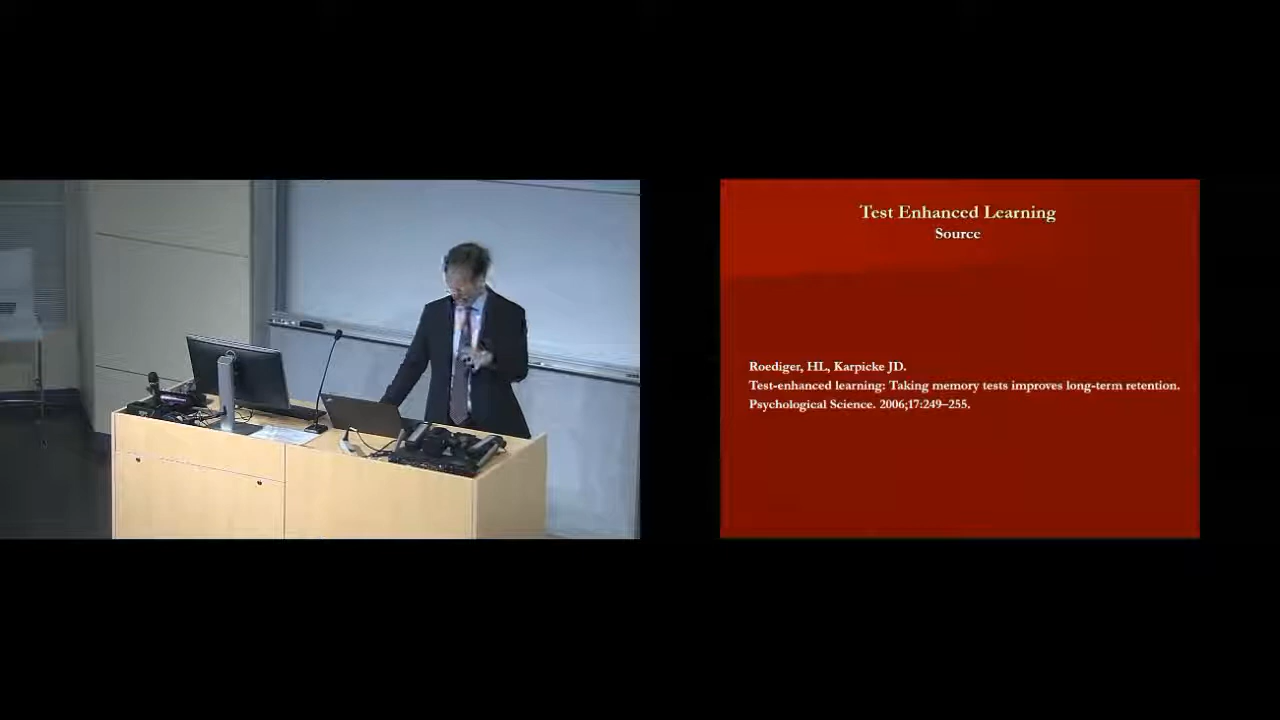 Test Enhanced Learning
Source
Roediger, HL, Karpicke JD.
Test-enhanced learning: Taking memory tests improves long-term retention.
Psychological Science. 2006;17:249–255.